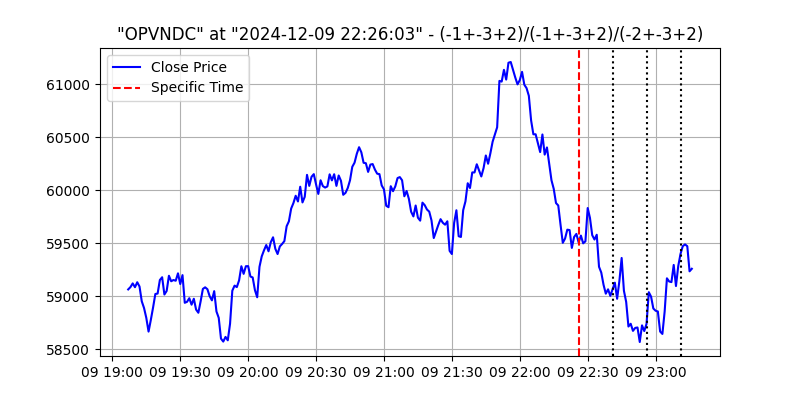 "OPVNDC" at "2024-12-09 22:26:03" - (-1+-3+2)/(-1+-3+2)/(-2+-3+2)
Close Price
Specific Time
61000
60500
60000
59500
59000
58500
09 19:00 09 19:30 09 20:00 09 20:30 09 21:00 09 21:30 09 22:00 09 22:30 09 23:00